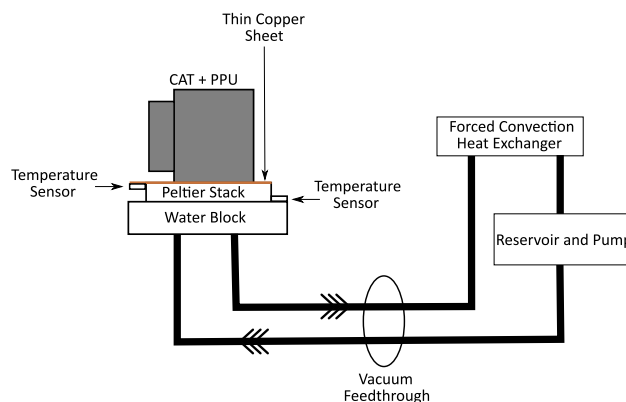 Thin Copper
Sheet
CAT + PPU
Temperature
Sensor
Peltier Stack
Temperature
Sensor
Water Block
Forced Convection
Heat Exchanger
Reservoir and Pump
Vacuum
Feedthrough